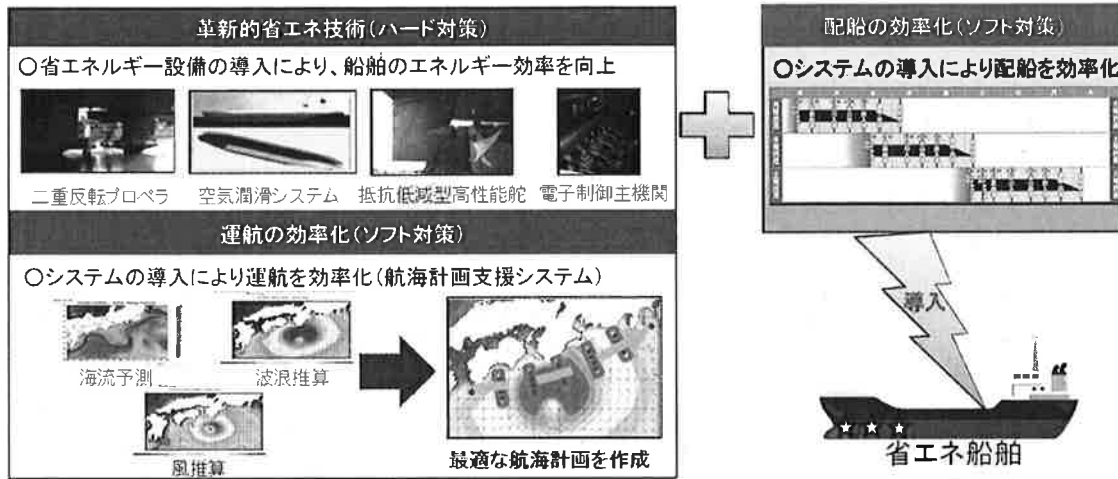 革新的省エネ技術(ハード対策)
○省エネルギー設備の導入により、船舶のエネルギー効率を向上
二重反転プロペラ
空気潤滑システム
抵抗低減型高性能舵
電子制御主機関
運航の効率化(ソフト対策)
○システムの導入により運航を効率化(航海計画支援システム)
海流予測
波浪推算
風推算
最適な航海計画を作成
配船の効率化(ソフト対策)
○システムの導入により配船を効率化
導入
省エネ船舶